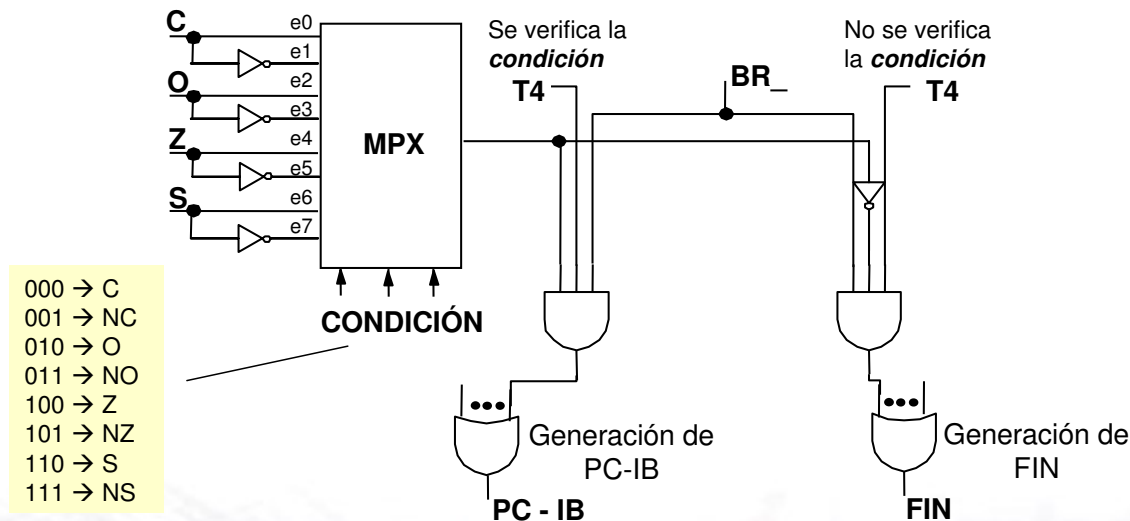 C
e0
e1
O
e2
e3
Z
e4
e5
S
e6
e7
MPX
CONDICIÓN
Se verifica la
condición
T4
BR_
No se verifica
la condición
T4
000 → C
001 → NC
010 → O
011 → NO
100 → Z
101 → NZ
110 → S
111 → NS
Generación de
PC-IB
PC - IB
Generación de
FIN
FIN